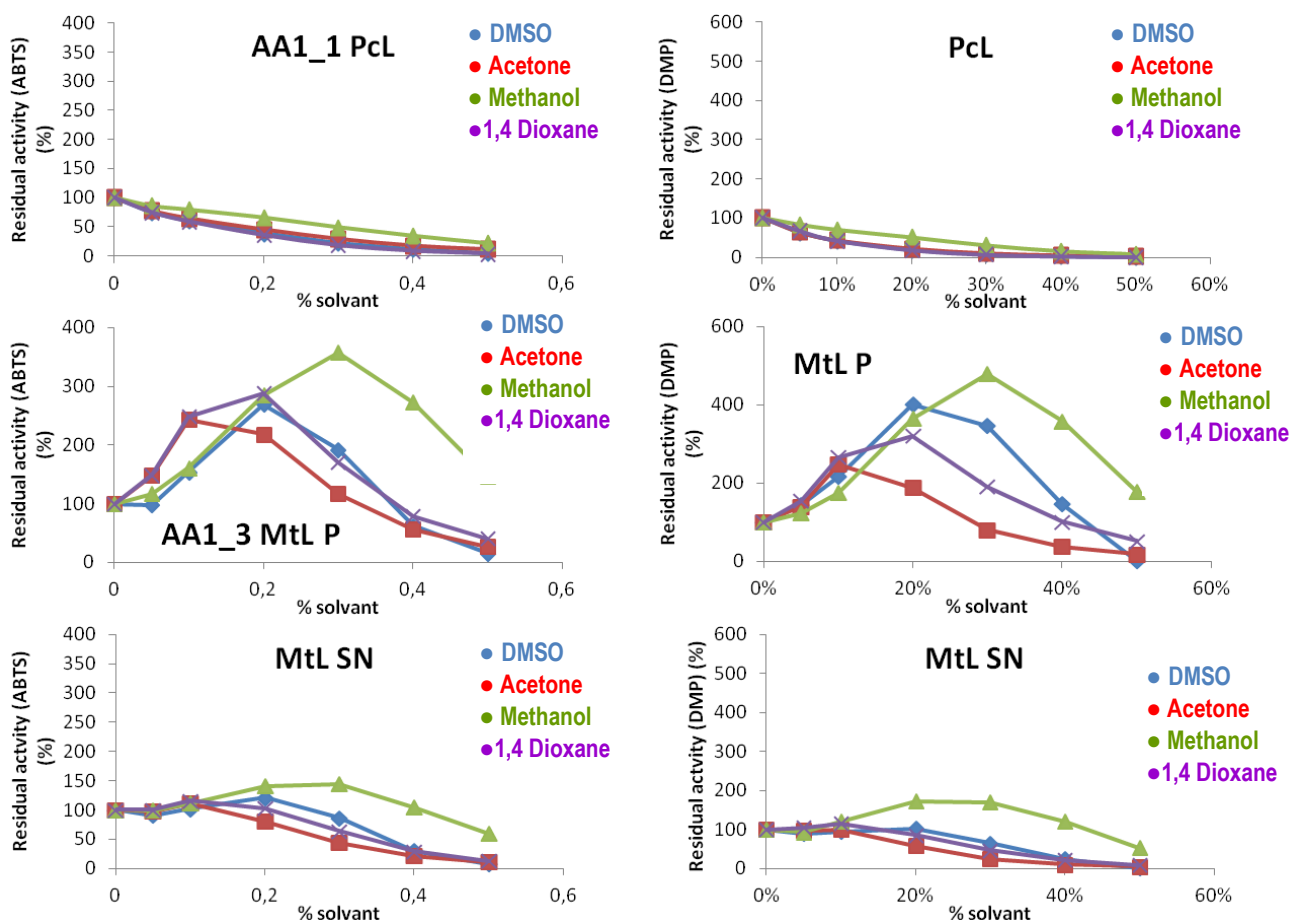 Residual activity (ABTS)
(%)
400
350
300
250
200
150
100
50
0
AA1_1 PcL
DMSO
Acetone
Methanol
1,4 Dioxane
0
0,2
0,4
0,6
% solvant
Residual activity (DMP)
(%)
600
500
400
300
200
100
0
PcL
DMSO
Acetone
Methanol
1,4 Dioxane
0%
10%
20%
30%
40%
50%
60%
% solvant
Residual activity (ABTS)
(%)
400
300
200
100
0
DMSO
Acetone
Methanol
1,4 Dioxane
AA1_3 MtL P
0
0,2
0,4
0,6
% solvant
Residual activity (DMP)
(%)
600
400
200
0
MtL P
DMSO
Acetone
Methanol
1,4 Dioxane
0%
20%
40%
60%
% solvant
Residual actvity (ABTS)
(%)
400
350
300
250
200
150
100
50
0
MtL SN
DMSO
Acetone
Methanol
1,4 Dioxane
0
0,2
0,4
0,6
% solvant
Residual actvity (DMP) (%)
600
500
400
300
200
100
0
MtL SN
DMSO
Acetone
Methanol
1,4 Dioxane
0%
20%
40%
60%
% solvant